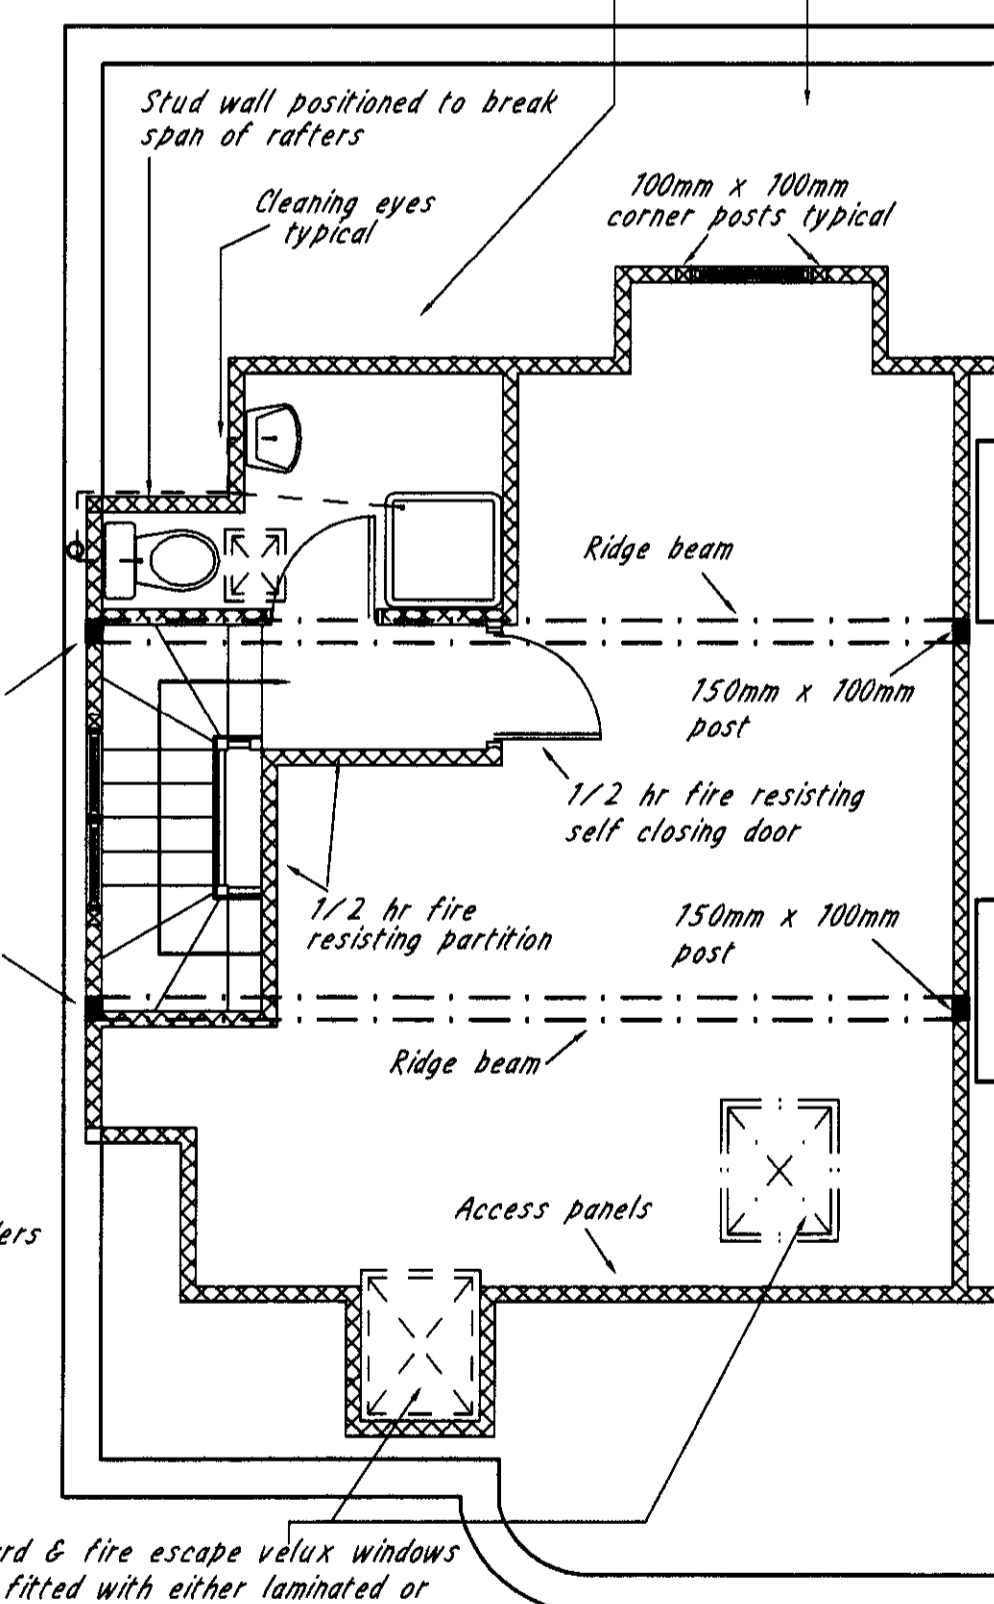 Stud wall positioned to break
span of rafters
Cleaning eyes
typical
100mm x 100mm
corner posts typical
Ridge beam
150mm x 100mm
post
1/2 hr fire resisting
self closing door
1/2 hr fire
resisting partition
150mm x 100mm
post
Ridge beam
Access panels
& fire escape velux windows
fitted with either laminated or